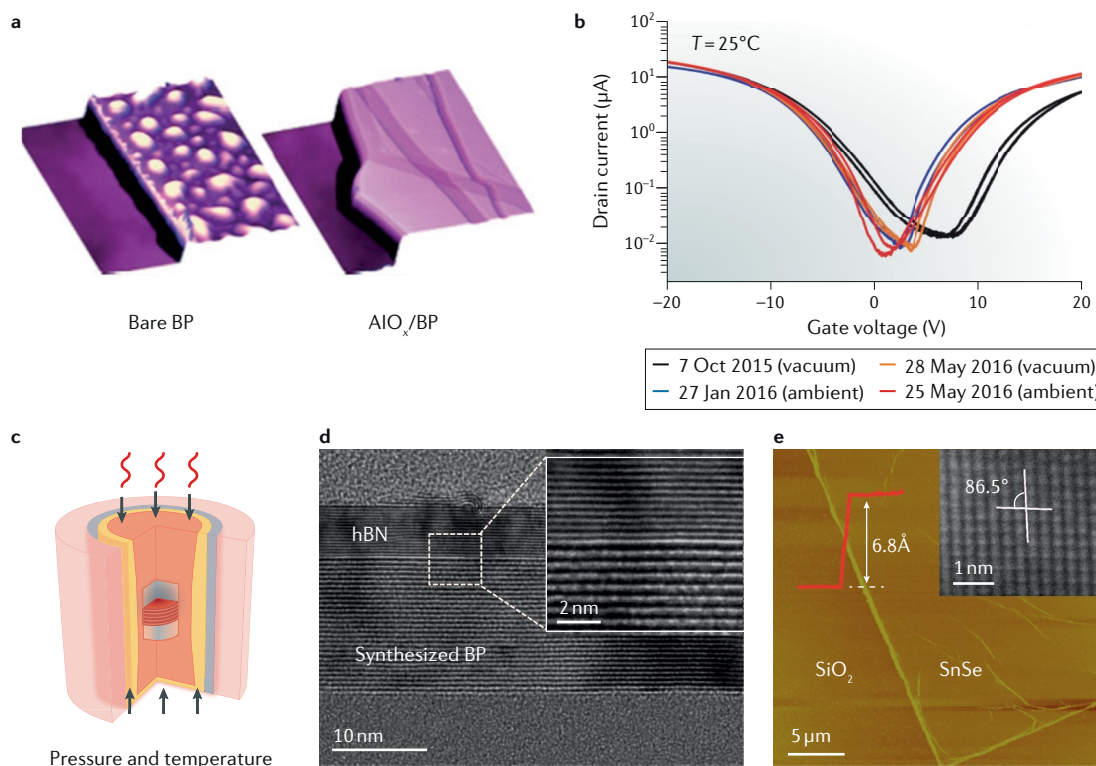 a
Bare BP
AlOx/BP
b
T = 25°C
Drain current (µA)
10²
10¹
10⁰
10⁻¹
10⁻²
–20
–10
0
10
20
Gate voltage (V)
7 Oct 2015 (vacuum)
28 May 2016 (vacuum)
27 Jan 2016 (ambient)
25 May 2016 (ambient)
c
Pressure and temperature
d
hBN
2 nm
Synthesized BP
10 nm
e
86.5°
6.8Å
1 nm
SiO₂
SnSe
5 µm